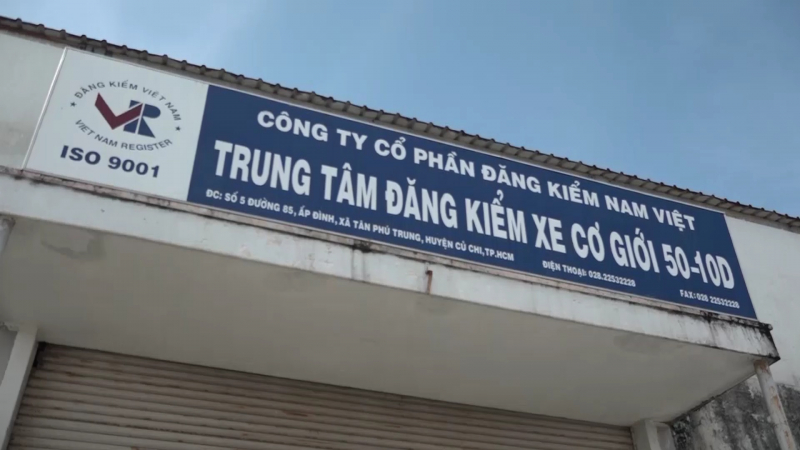 ĐĂNG KIỂM VIỆT NAM
VR
VIET NAM REGISTER
ISO 9001
CÔNG TY CỔ PHẦN ĐĂNG KIỂM NAM VIỆT
TRUNG TÂM ĐĂNG KIỂM XE CƠ GIỚI 50-10D
ĐC: SỐ 5 ĐƯỜNG 85, ẤP ĐÌNH, XÃ TÂN PHÚ TRUNG, HUYỆN CỦ CHI,TP.HCM
ĐIỆN THOẠI: 028.22532228
FAX: 028 22532228